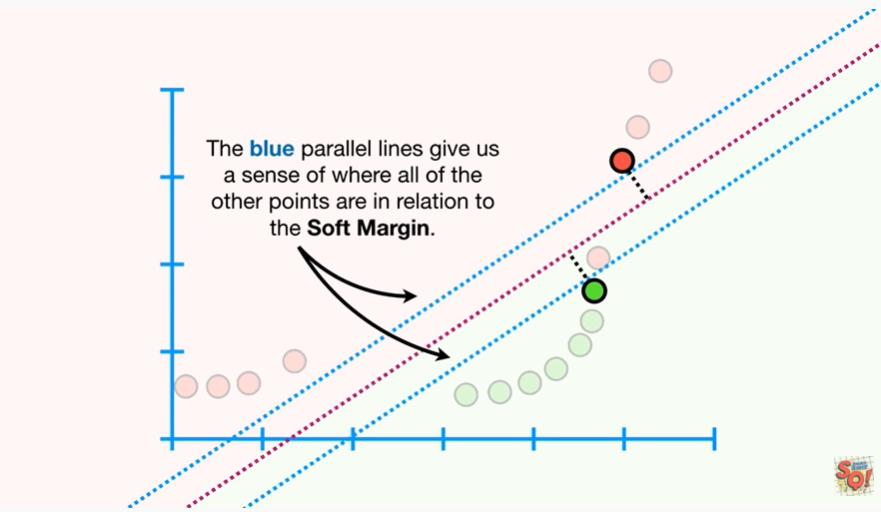 The blue parallel lines give us
a sense of where all of the
other points are in relation to
the Soft Margin.
SQ!